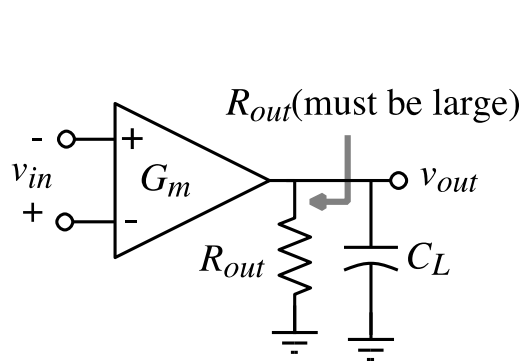 R_out(must be large)
-
+
v_in
G_m
v_out
+
-
R_out
C_L